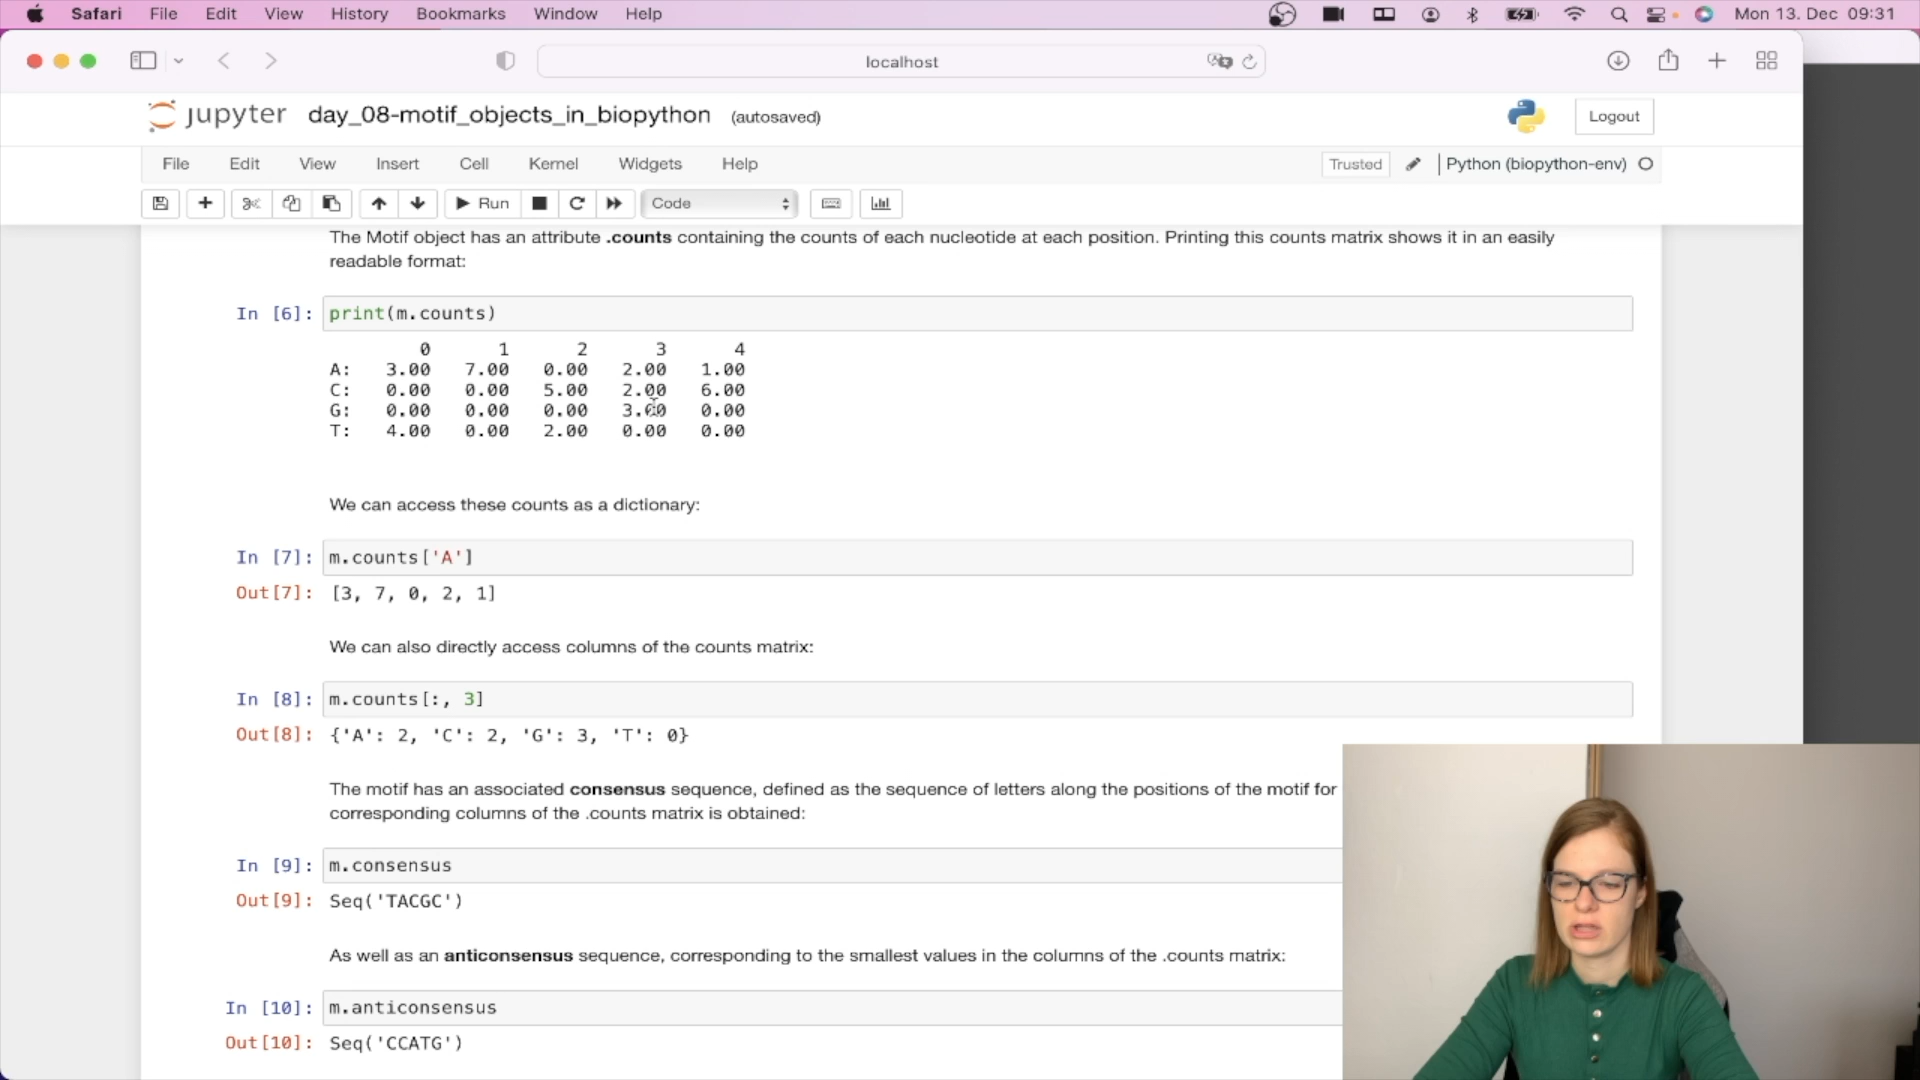 Safari File Edit View History Bookmarks Window Help Mon 13. Dec 09:31
localhost
jupyter day_08-motif_objects_in_biopython (autosaved) Logout
File Edit View Insert Cell Kernel Widgets Help Trusted Python (biopython-env)
Run Code
The Motif object has an attribute .counts containing the counts of each nucleotide at each position. Printing this counts matrix shows it in an easily
readable format:
In [6]: print(m.counts)
0 1 2 3 4
A: 3.00 7.00 0.00 2.00 1.00
C: 0.00 0.00 5.00 2.00 6.00
G: 0.00 0.00 0.00 3.00 0.00
T: 4.00 0.00 2.00 0.00 0.00
We can access these counts as a dictionary:
In [7]: m.counts['A']
Out[7]: [3, 7, 0, 2, 1]
We can also directly access columns of the counts matrix:
In [8]: m.counts[:, 3]
Out[8]: {'A': 2, 'C': 2, 'G': 3, 'T': 0}
The motif has an associated consensus sequence, defined as the sequence of letters along the positions of the motif for
corresponding columns of the .counts matrix is obtained:
In [9]: m.consensus
Out[9]: Seq('TACGC')
As well as an anticonsensus sequence, corresponding to the smallest values in the columns of the .counts matrix:
In [10]: m.anticonsensus
Out[10]: Seq('CCATG')